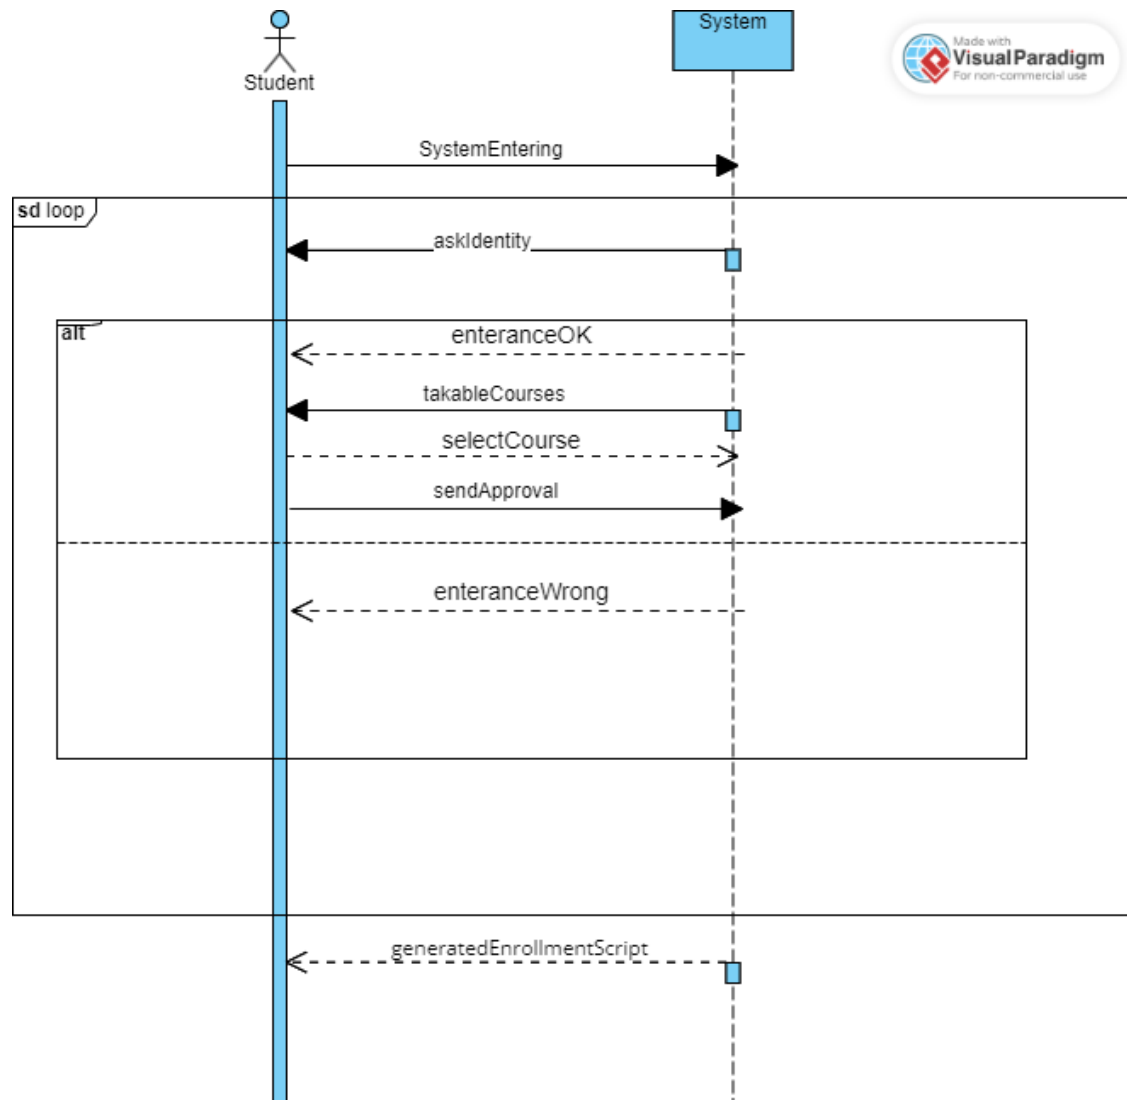 Student
System
Made with
Visual Paradigm
For non-commercial use
SystemEntering
sd loop
askIdentity
alt
enteranceOK
takableCourses
selectCourse
sendApproval
enteranceWrong
generatedEnrollmentScript